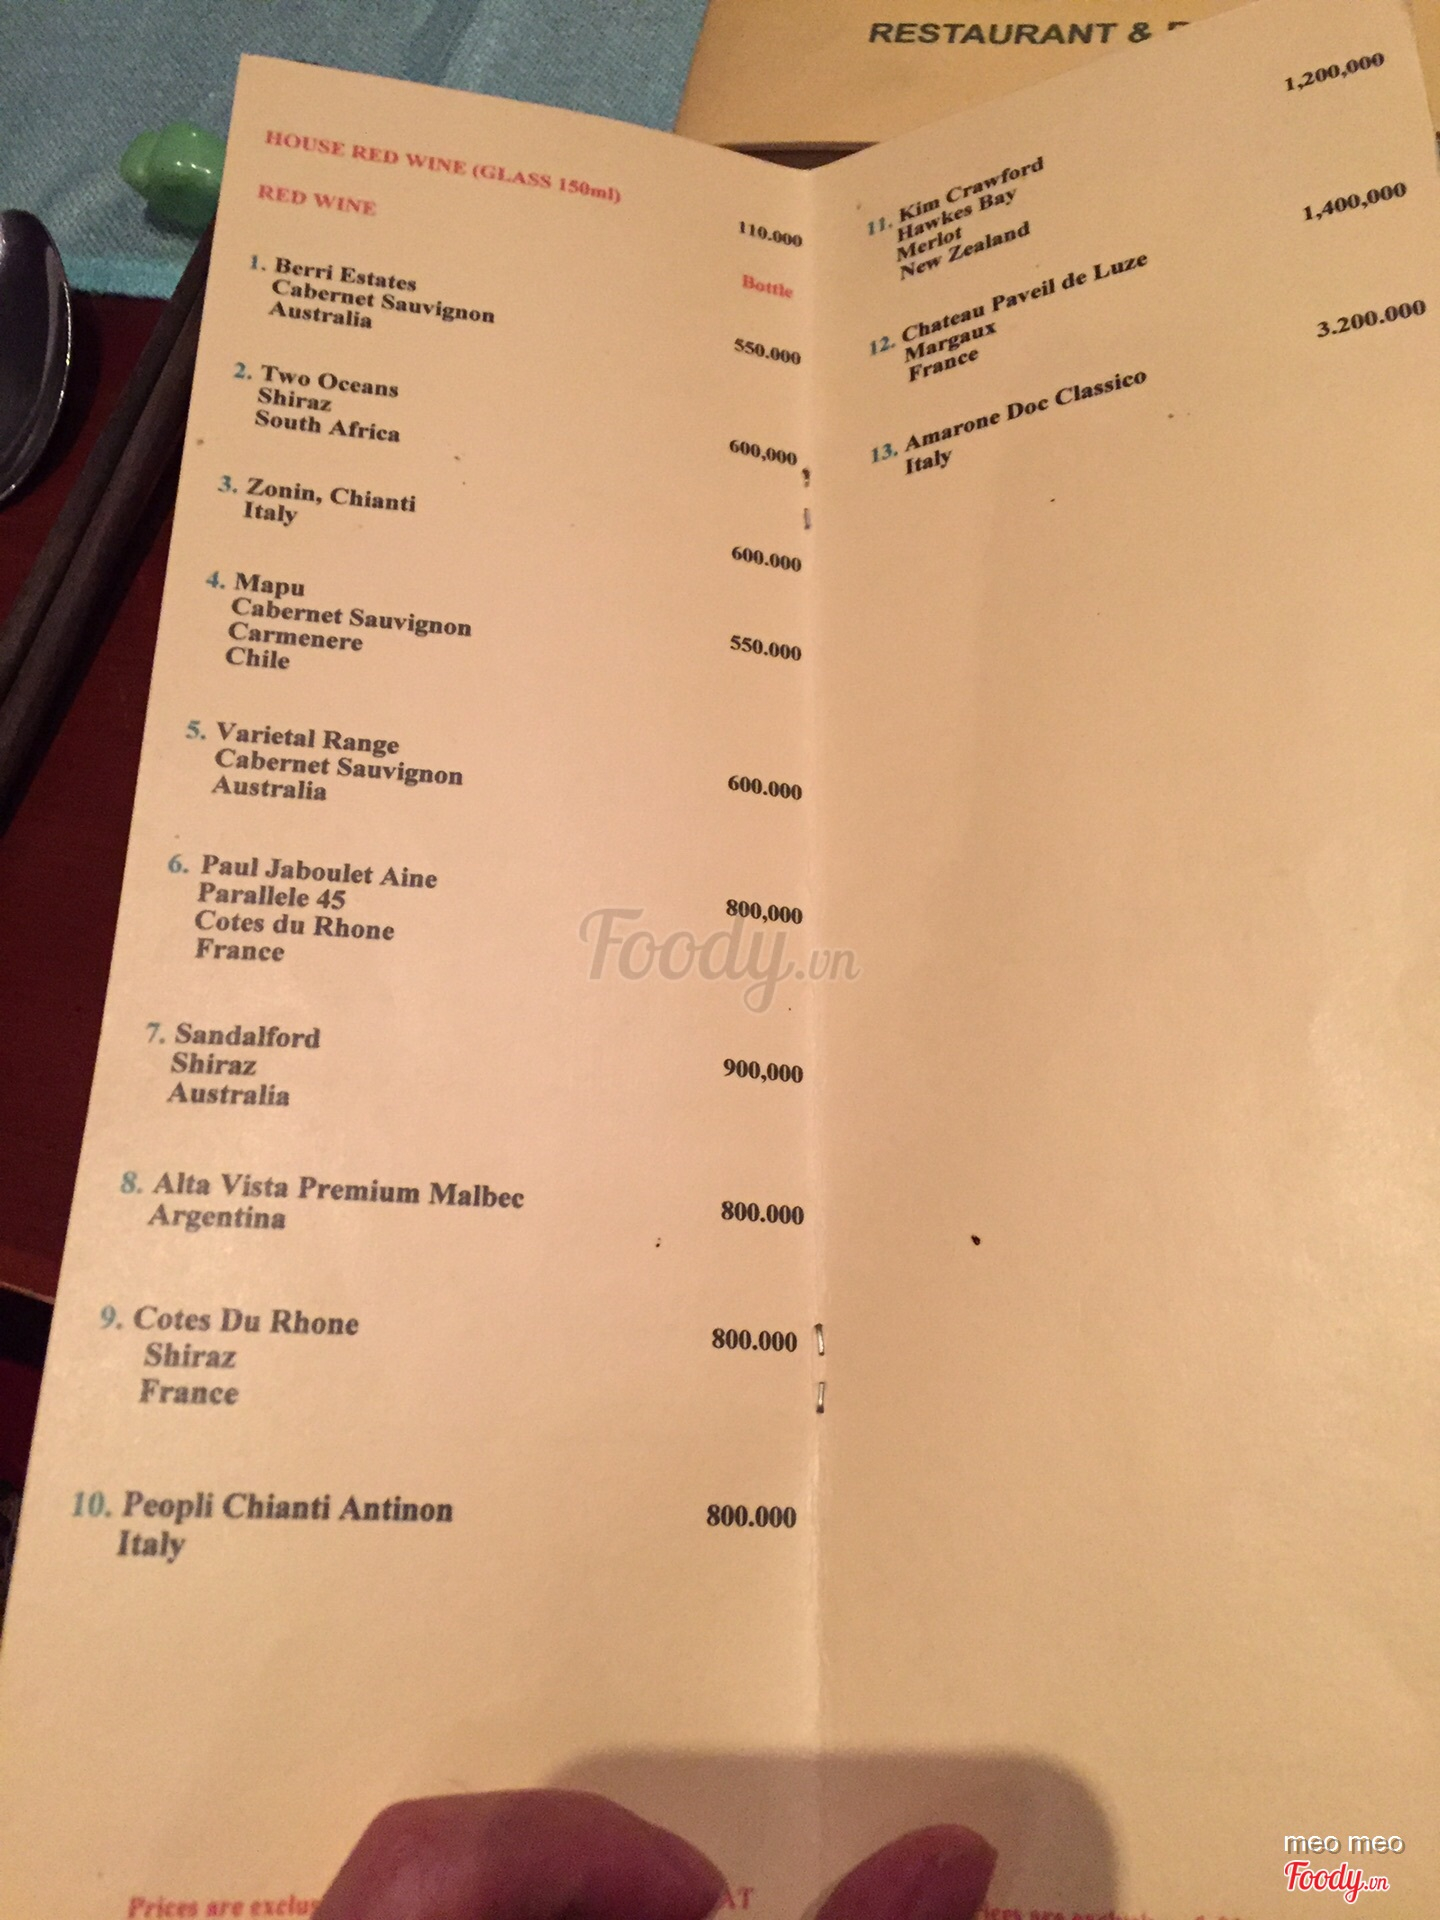 RESTAURANT &
HOUSE RED WINE (GLASS 150ml)
110.000
RED WINE
Bottle
1. Berri Estates
Cabernet Sauvignon
Australia
550.000
2. Two Oceans
Shiraz
South Africa
600,000
3. Zonin, Chianti
Italy
600.000
4. Mapu
Cabernet Sauvignon
Carmenere
Chile
550.000
5. Varietal Range
Cabernet Sauvignon
Australia
600.000
6. Paul Jaboulet Aine
Parallele 45
Cotes du Rhone
France
800,000
7. Sandalford
Shiraz
Australia
900,000
8. Alta Vista Premium Malbec
Argentina
800.000
9. Cotes Du Rhone
Shiraz
France
800.000
10. Peopli Chianti Antinon
Italy
800.000
Prices are
11. Kim Crawford
Hawkes Bay
Merlot
New Zealand
1,200,000
12. Chateau Paveil de Luze
Margaux
France
1,400,000
13. Amarone Doc Classico
Italy
3.200.000
Foody.vn
meo meo
Foody.vn